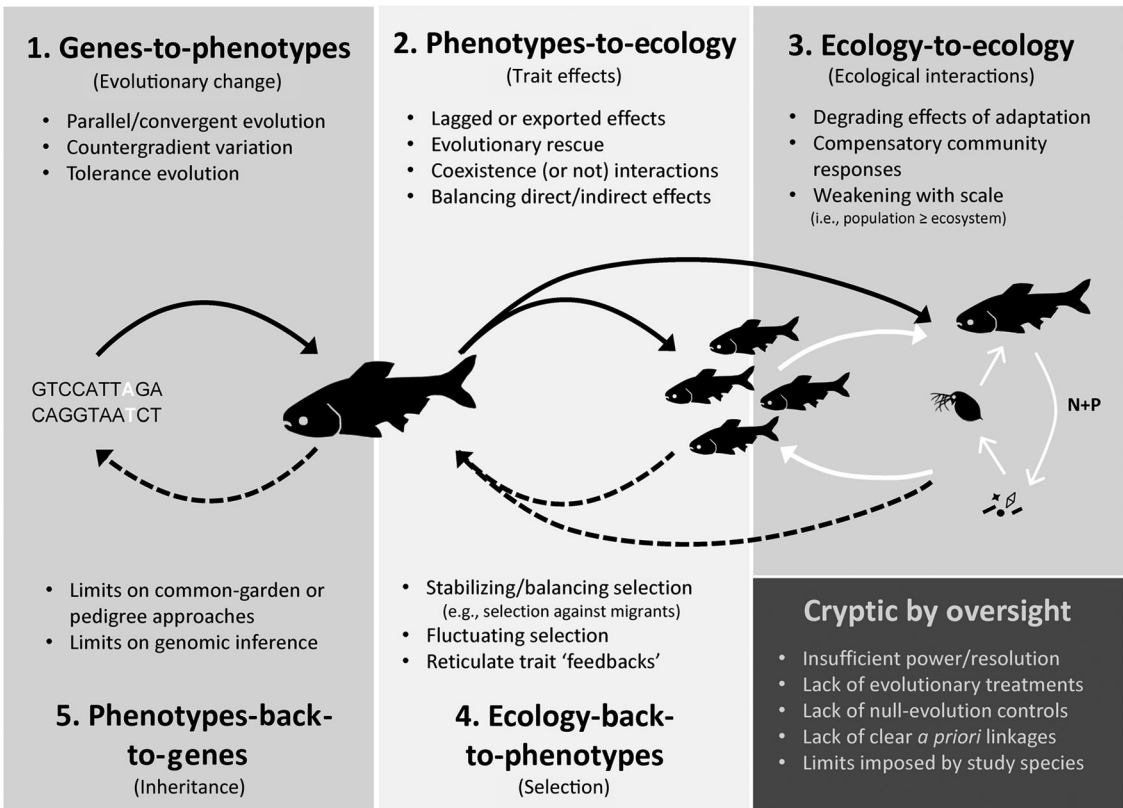 1. Genes-to-phenotypes
(Evolutionary change)
• Parallel/convergent evolution
• Countergradient variation
• Tolerance evolution
2. Phenotypes-to-ecology
(Trait effects)
• Lagged or exported effects
• Evolutionary rescue
• Coexistence (or not) interactions
• Balancing direct/indirect effects
3. Ecology-to-ecology
(Ecological interactions)
• Degrading effects of adaptation
• Compensatory community
responses
• Weakening with scale
(i.e., population ≥ ecosystem)
GTCCATTAGA
CAGGTAATCT
N+P
• Limits on common-garden or
pedigree approaches
• Limits on genomic inference
5. Phenotypes-back-
to-genes
(Inheritance)
• Stabilizing/balancing selection
(e.g., selection against migrants)
• Fluctuating selection
• Reticulate trait ‘feedbacks’
4. Ecology-back-
to-phenotypes
(Selection)
Cryptic by oversight
• Insufficient power/resolution
• Lack of evolutionary treatments
• Lack of null-evolution controls
• Lack of clear a priori linkages
• Limits imposed by study species